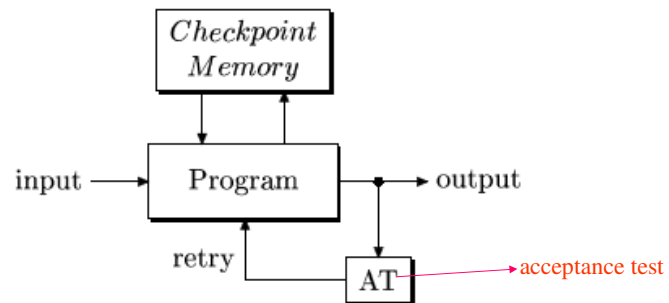 Checkpoint
Memory
input
Program
output
retry
AT
acceptance test